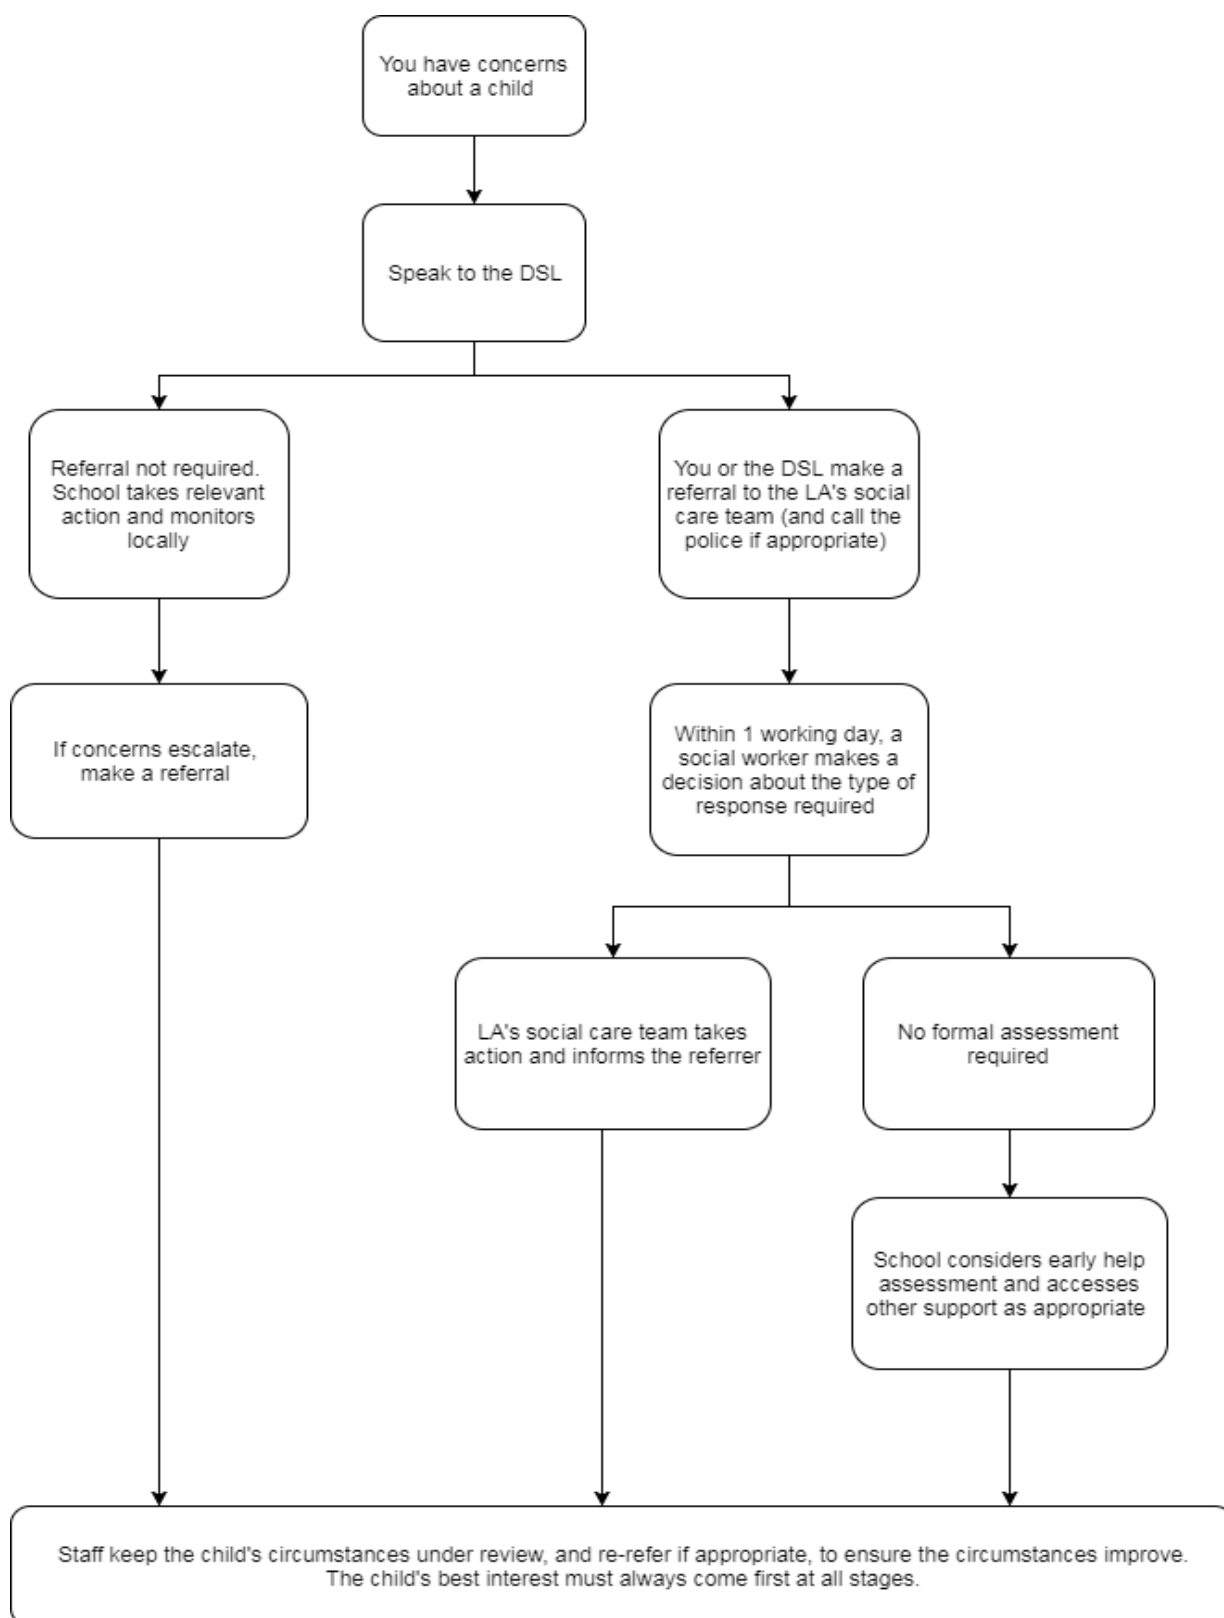 You have concerns
about a child
Speak to the DSL
Referral not required.
School takes relevant
action and monitors
locally
You or the DSL make a
referral to the LA's social
care team (and call the
police if appropriate)
If concerns escalate,
make a referral
Within 1 working day, a
social worker makes a
decision about the type of
response required
LA's social care team takes
action and informs the referrer
No formal assessment
required
School considers early help
assessment and accesses
other support as appropriate
Staff keep the child's circumstances under review, and re-refer if appropriate, to ensure the circumstances improve.
The child's best interest must always come first at all stages.